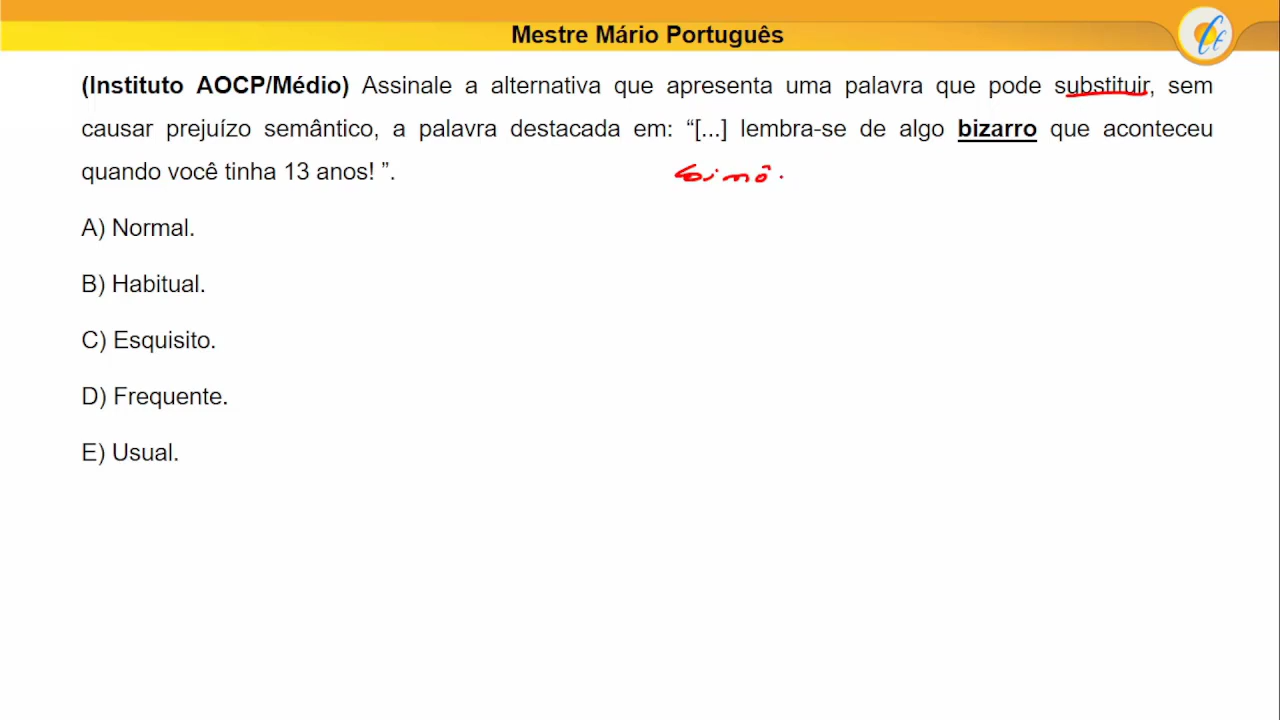 Mestre Mário Português
(Instituto AOCP/Médio) Assinale a alternativa que apresenta uma palavra que pode substituir, sem
causar prejuízo semântico, a palavra destacada em: “[...] lembra-se de algo bizarro que aconteceu
quando você tinha 13 anos! ”.
sinô.
A) Normal.
B) Habitual.
C) Esquisito.
D) Frequente.
E) Usual.